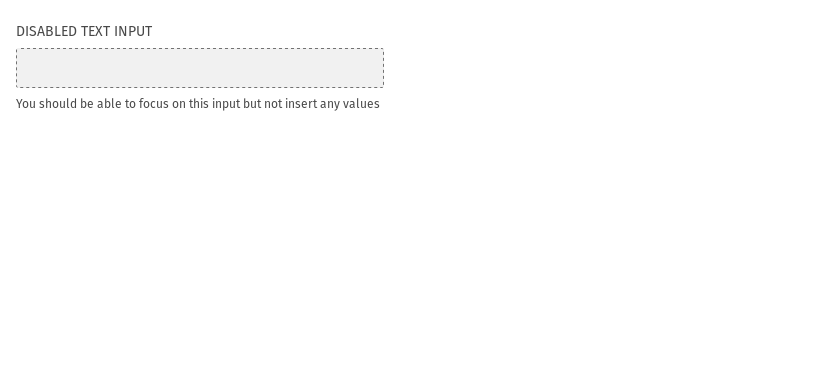 DISABLED TEXT INPUT
You should be able to focus on this input but not insert any values